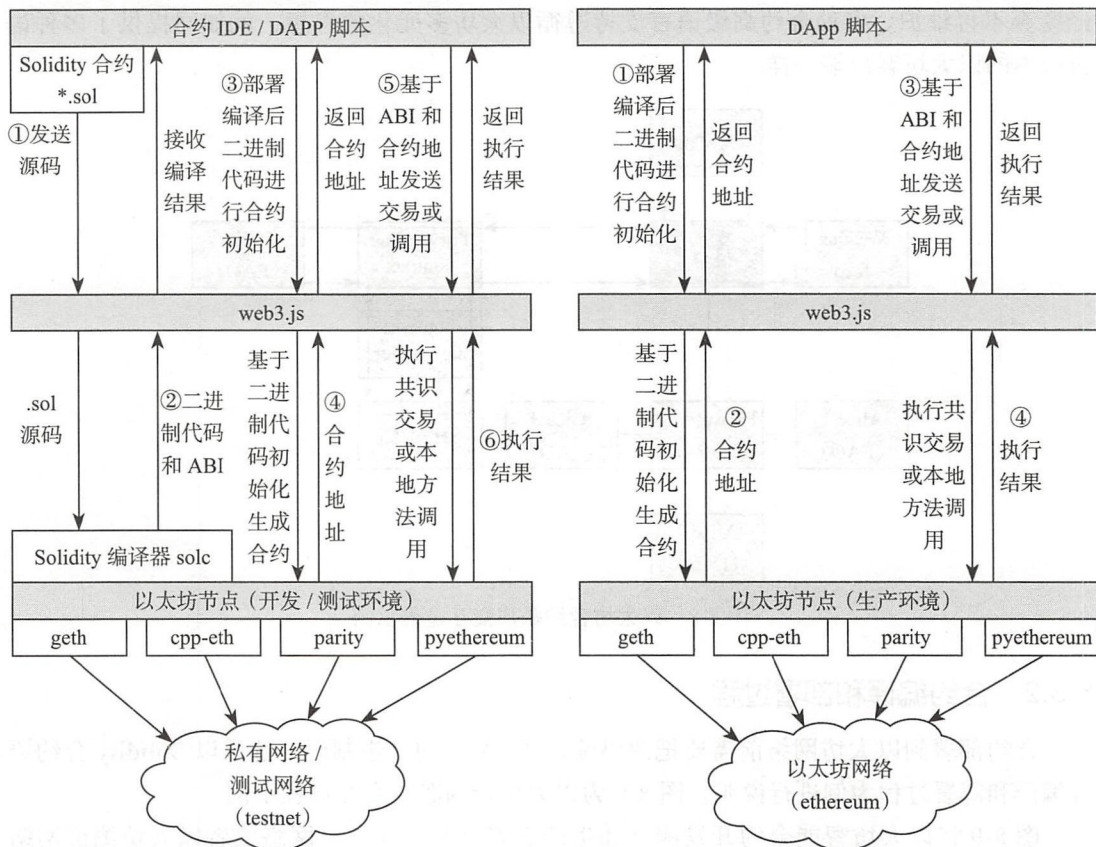 合约 IDE / DAPP 脚本
Solidity 合约
*.sol
①发送
源码
接收
编译
结果
③部署
编译后
二进制
代码进
行合约
初始化
返回
合约
地址
⑤基于
ABI 和
合约地
址发送
交易或
调用
返回
执行
结果
web3.js
.sol
源码
②二进
制代码
和 ABI
基于
二进
制代
码初
始化
生成
合约
④
合
约
地
址
执行
共识
交易
或本
地方
法调
用
⑥执行
结果
Solidity 编译器 solc
以太坊节点（开发 / 测试环境）
geth
cpp-eth
parity
pyethereum
私有网络 /
测试网络
（testnet）
DApp 脚本
①部署
编译后
二进制
代码进
行合约
初始化
返回
合约
地址
③基于
ABI 和
合约地
址发送
交易或
调用
返回
执行
结果
web3.js
基于
二进
制代
码初
始化
生成
合约
②
合约
地址
执行共
识交易
或本地
方法调
用
④
执行
结果
以太坊节点（生产环境）
geth
cpp-eth
parity
pyethereum
以太坊网络
（ethereum）